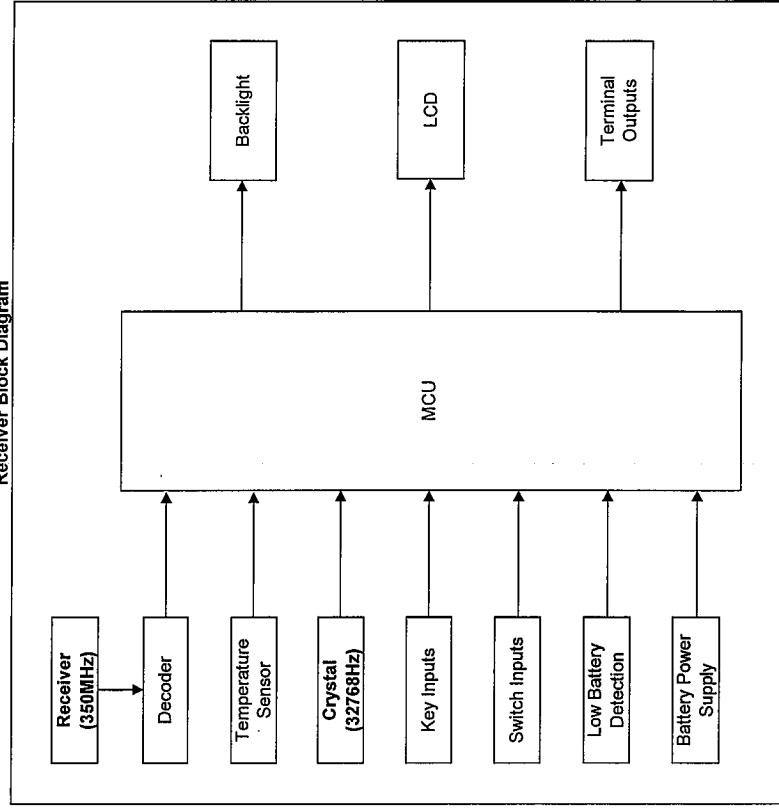 Receiver Block Diagram
Receiver
(350MHz)
Decoder
Temperature
Sensor
Crystal
(32768Hz)
Key Inputs
Switch Inputs
Low Battery
Detection
Battery Power
Supply
MCU
Backlight
LCD
Terminal
Outputs